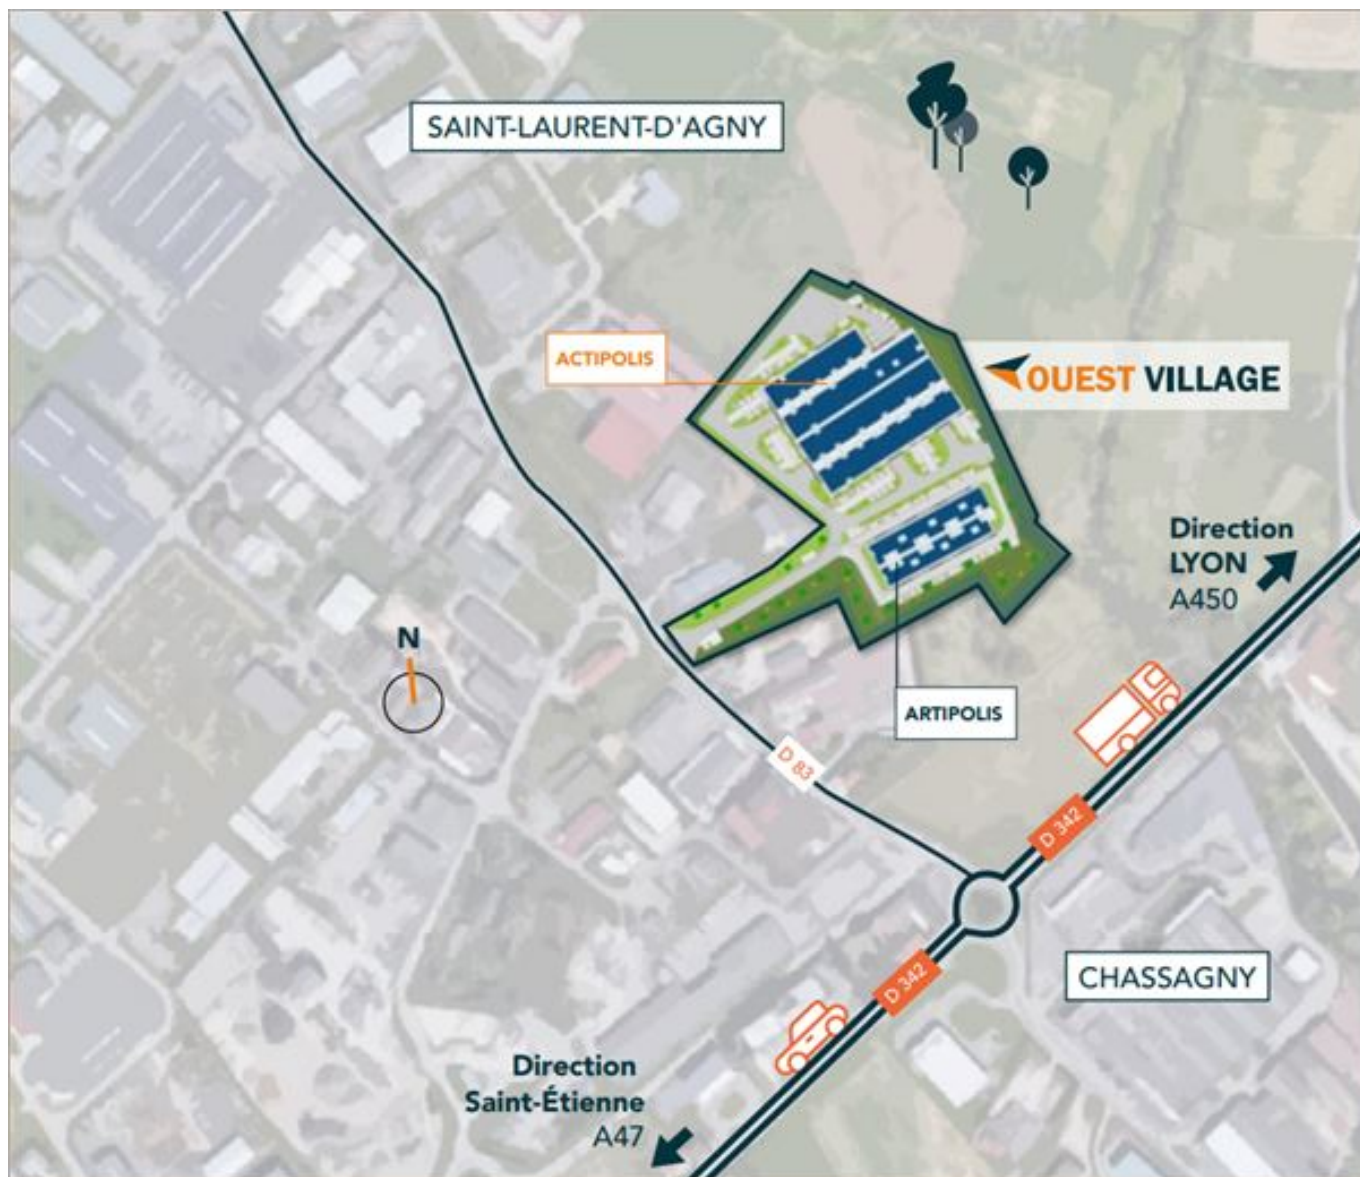 SAINT-LAURENT-D'AGNY
ACTIPOLIS
OUEST VILLAGE
Direction
LYON
A450
N
ARTIPOLIS
D 83
D 342
CHASSAGNY
D 342
Direction
Saint-Étienne
A47